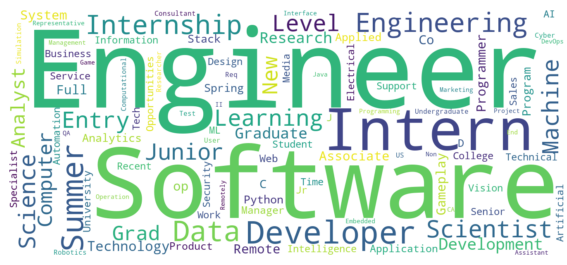 System
Consultant
Representative
Interface
AI
Internship
Level
Engineering
Management
Information
Stack
Research
Applied
Co
Cyber
DevOps
Simulation
Business
Game
Engineer
Service
Full
Computational
Researcher
Tech
Opportunities
Req
Design
Spring
New
Media
Java
Electrical
Support
Programmer
Marketing
Sales
Program
Machine
Analyst
Entry
II
Learning
J
Test
Programming
Undergraduate
Project
QA
Automation
Analytics
ML
Graduate
User
Student
Intern
End
Specialist
Science
Computer
Summer
University
Recent
Junior
Web
Associate
US
Non
College
D
Technical
Software
op
Security
C
Time
Jr
Gameplay
Vision
Artificial
Operation
Remotely
Python
Work
Manager
CA
Senior
Embedded
Grad
Data
Developer
Scientist
Robotics
Technology
Product
Remote
Intelligence
Application
Development
Assistant